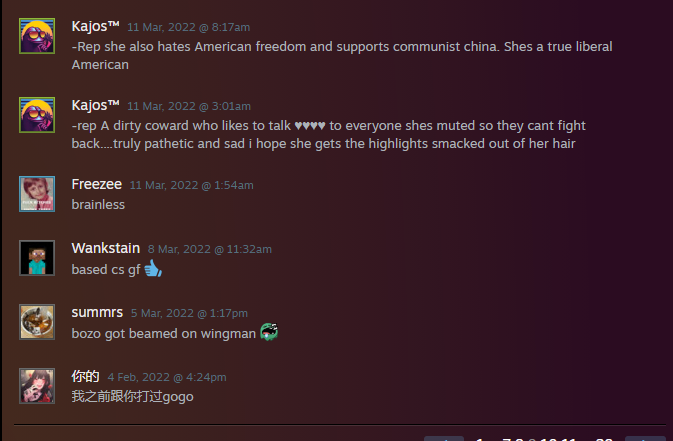 Kajos™ 11 Mar, 2022 @ 8:17am
-Rep she also hates American freedom and supports communist china. Shes a true liberal
American
Kajos™ 11 Mar, 2022 @ 3:01am
-rep A dirty coward who likes to talk ♥♥♥♥ to everyone shes muted so they cant fight
back....truly pathetic and sad i hope she gets the highlights smacked out of her hair
Freezee 11 Mar, 2022 @ 1:54am
brainless
Wankstain 8 Mar, 2022 @ 11:32am
based cs gf 👍
summrs 5 Mar, 2022 @ 1:17pm
bozo got beamed on wingman
你的 4 Feb, 2022 @ 4:24pm
我之前跟你打过gogo